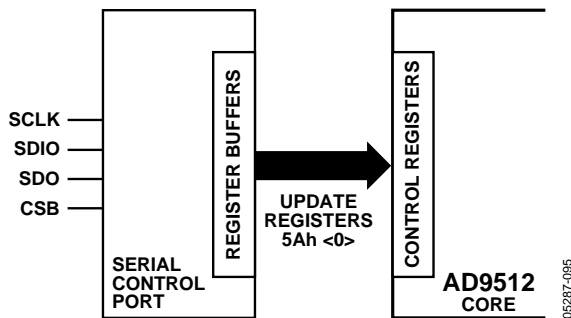 SCLK
SDIO
SDO
CSB
SERIAL
CONTROL
PORT
REGISTER BUFFERS
UPDATE
REGISTERS
5Ah <0>
CONTROL REGISTERS
AD9512
CORE
05287-095